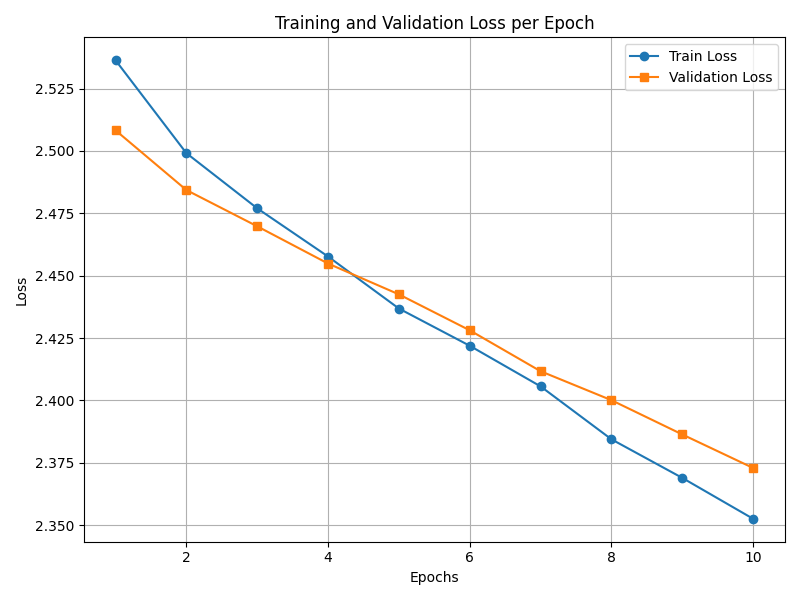 Training and Validation Loss per Epoch
Train Loss
Validation Loss
2.525
2.500
2.475
2.450
2.425
2.400
2.375
2.350
Loss
2 4 6 8 10
Epochs